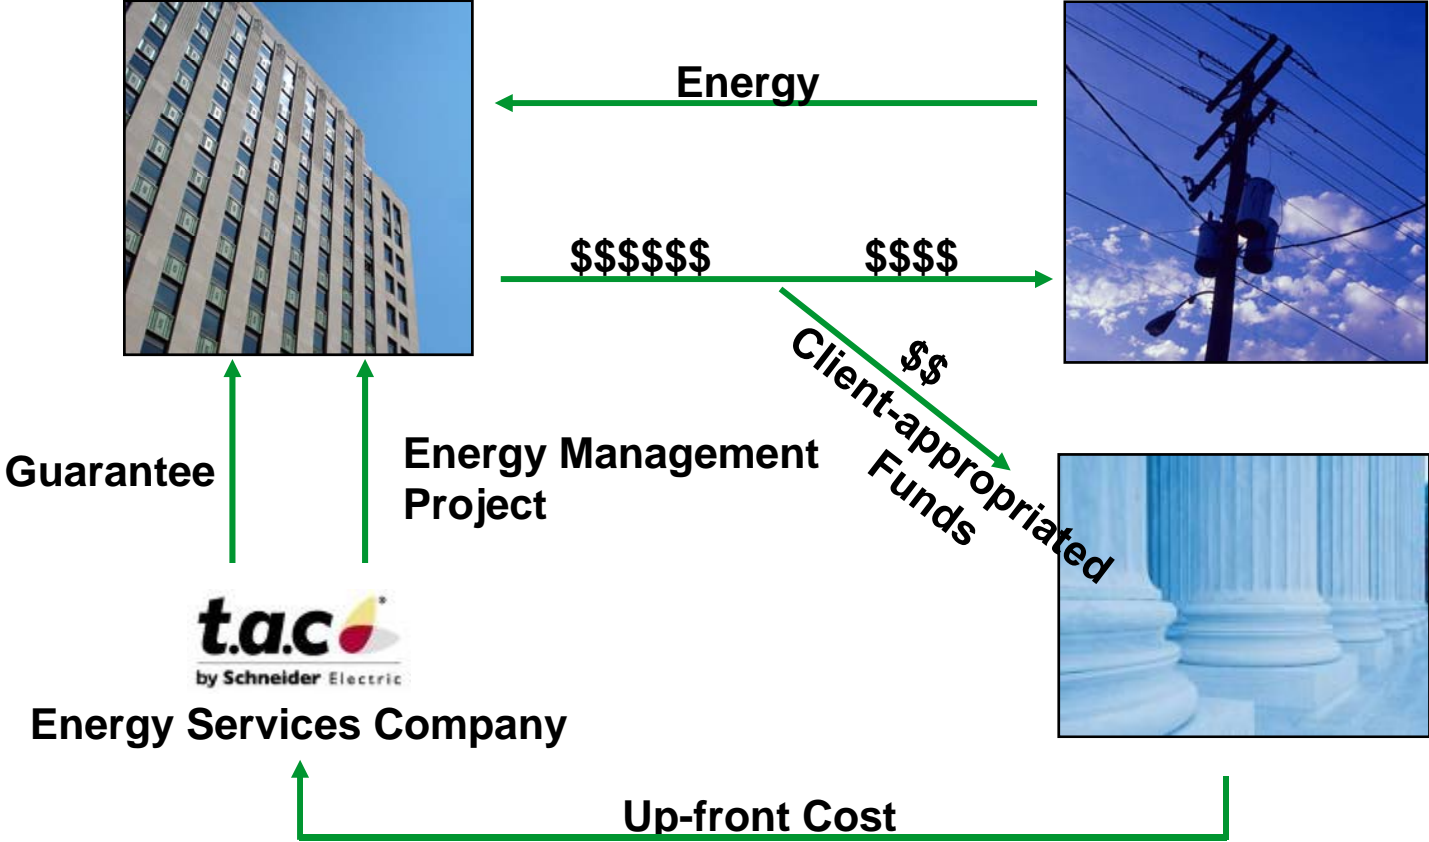 Energy
$$$$$$
$$$$
$$
Client-appropriated
Funds
Guarantee
Energy Management
Project
t.a.c®
by Schneider Electric
Energy Services Company
Up-front Cost